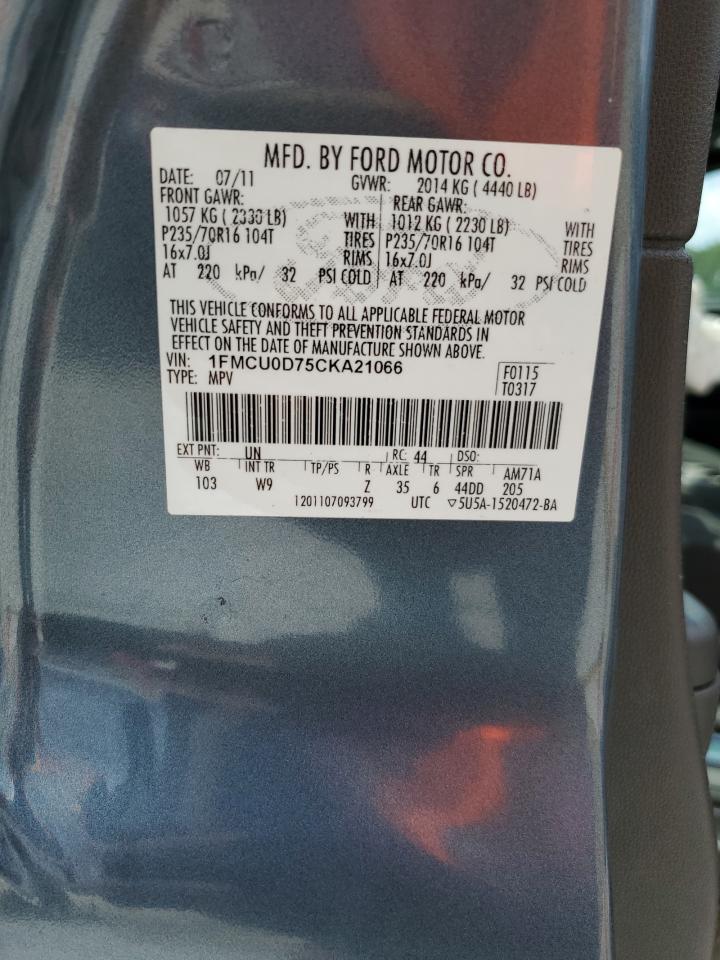 MFD. BY FORD MOTOR CO.
DATE: 07/11 GVWR: 2014 KG ( 4440 LB)
FRONT GAWR: REAR GAWR:
1057 KG ( 2330 LB) WITH 1012 KG ( 2230 LB) WITH
P235/70R16 104T TIRES P235/70R16 104T TIRES
16x7.0J RIMS 16x7.0J RIMS
AT 220 kPa/ 32 PSI COLD AT 220 kPa/ 32 PSI COLD
THIS VEHICLE CONFORMS TO ALL APPLICABLE FEDERAL MOTOR
VEHICLE SAFETY AND THEFT PREVENTION STANDARDS IN
EFFECT ON THE DATE OF MANUFACTURE SHOWN ABOVE.
VIN: 1FMCU0D75CKA21066 F0115
TYPE: MPV T0317
EXT PNT: UN RC: 44 DSO:
WB INT TR TP/PS R AXLE TR SPR AM71A
103 W9 Z 35 6 44DD 205
1201107093799 UTC ▽5U5A-1520472-BA